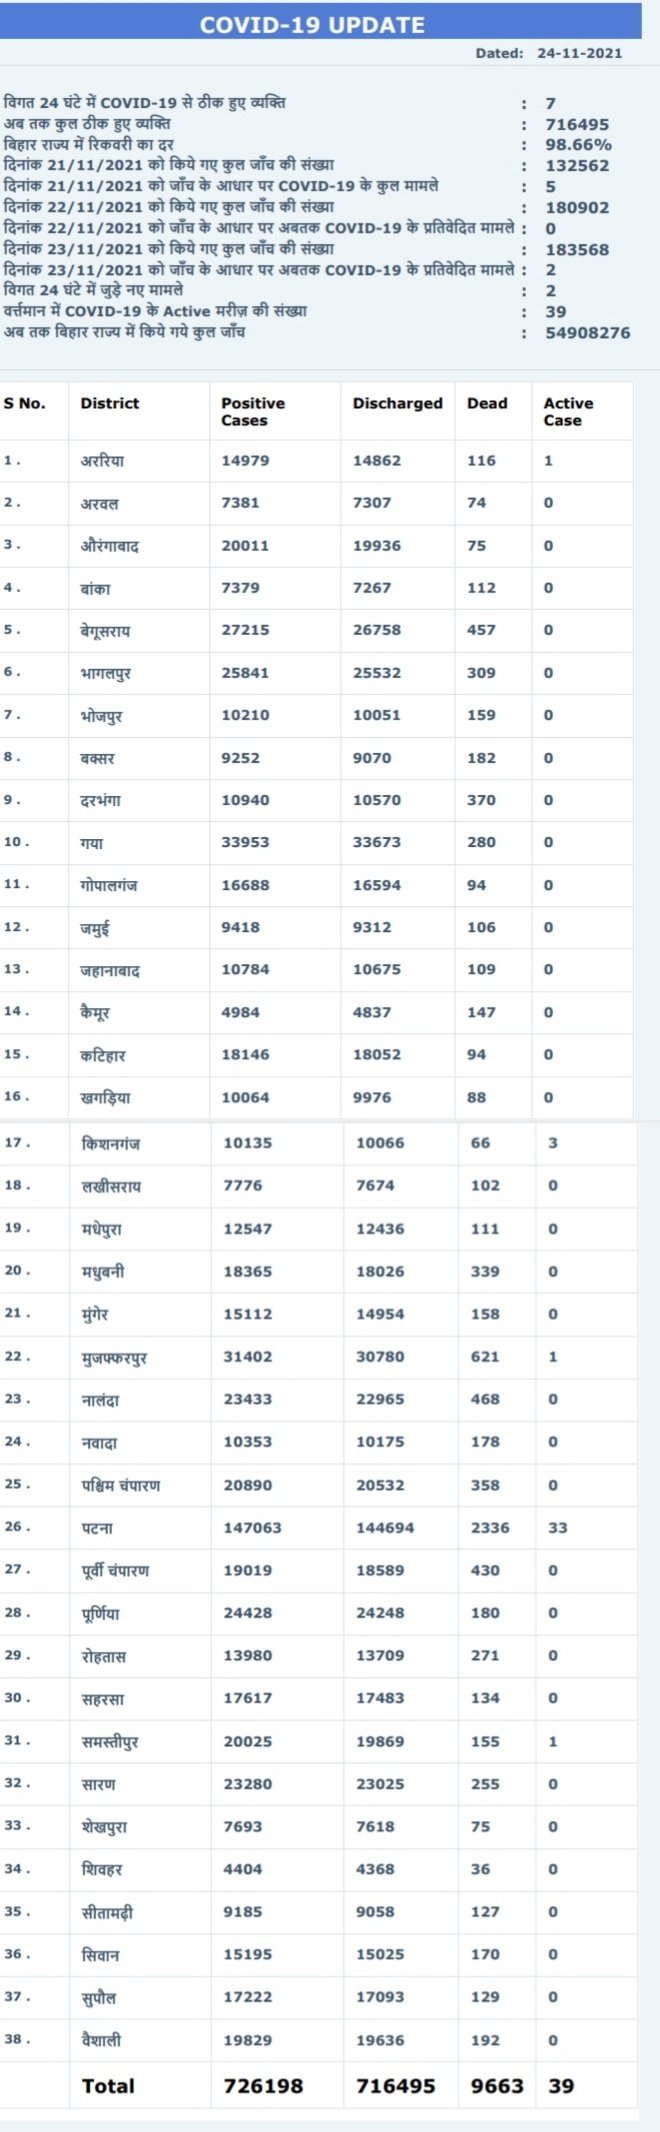 COVID-19 UPDATE
Dated: 24-11-2021
विगत 24 घंटे में COVID-19 से ठीक हुए व्यक्ति : 7
अब तक कुल ठीक हुए व्यक्ति : 716495
बिहार राज्य में रिकवरी का दर : 98.66%
दिनांक 21/11/2021 को किये गए कुल जाँच की संख्या : 132562
दिनांक 21/11/2021 को जाँच के आधार पर COVID-19 के कुल मामले : 5
दिनांक 22/11/2021 को किये गए कुल जाँच की संख्या : 180902
दिनांक 22/11/2021 को जाँच के आधार पर अबतक COVID-19 के प्रतिवेदित मामले : 0
दिनांक 23/11/2021 को किये गए कुल जाँच की संख्या : 183568
दिनांक 23/11/2021 को जाँच के आधार पर अबतक COVID-19 के प्रतिवेदित मामले : 2
विगत 24 घंटे में जुड़े नए मामले : 2
वर्त्तमान में COVID-19 के Active मरीज़ की संख्या : 39
अब तक बिहार राज्य में किये गये कुल जाँच : 54908276
S No. District Positive Cases Discharged Dead Active Case
1 . अररिया 14979 14862 116 1
2 . अरवल 7381 7307 74 0
3 . औरंगाबाद 20011 19936 75 0
4 . बांका 7379 7267 112 0
5 . बेगूसराय 27215 26758 457 0
6 . भागलपुर 25841 25532 309 0
7 . भोजपुर 10210 10051 159 0
8 . बक्सर 9252 9070 182 0
9 . दरभंगा 10940 10570 370 0
10 . गया 33953 33673 280 0
11 . गोपालगंज 16688 16594 94 0
12 . जमुई 9418 9312 106 0
13 . जहानाबाद 10784 10675 109 0
14 . कैमूर 4984 4837 147 0
15 . कटिहार 18146 18052 94 0
16 . खगड़िया 10064 9976 88 0
17 . किशनगंज 10135 10066 66 3
18 . लखीसराय 7776 7674 102 0
19 . मधेपुरा 12547 12436 111 0
20 . मधुबनी 18365 18026 339 0
21 . मुंगेर 15112 14954 158 0
22 . मुजफ्फरपुर 31402 30780 621 1
23 . नालंदा 23433 22965 468 0
24 . नवादा 10353 10175 178 0
25 . पश्चिम चंपारण 20890 20532 358 0
26 . पटना 147063 144694 2336 33
27 . पूर्वी चंपारण 19019 18589 430 0
28 . पूर्णिया 24428 24248 180 0
29 . रोहतास 13980 13709 271 0
30 . सहरसा 17617 17483 134 0
31 . समस्तीपुर 20025 19869 155 1
32 . सारण 23280 23025 255 0
33 . शेखपुरा 7693 7618 75 0
34 . शिवहर 4404 4368 36 0
35 . सीतामढ़ी 9185 9058 127 0
36 . सिवान 15195 15025 170 0
37 . सुपौल 17222 17093 129 0
38 . वैशाली 19829 19636 192 0
Total 726198 716495 9663 39